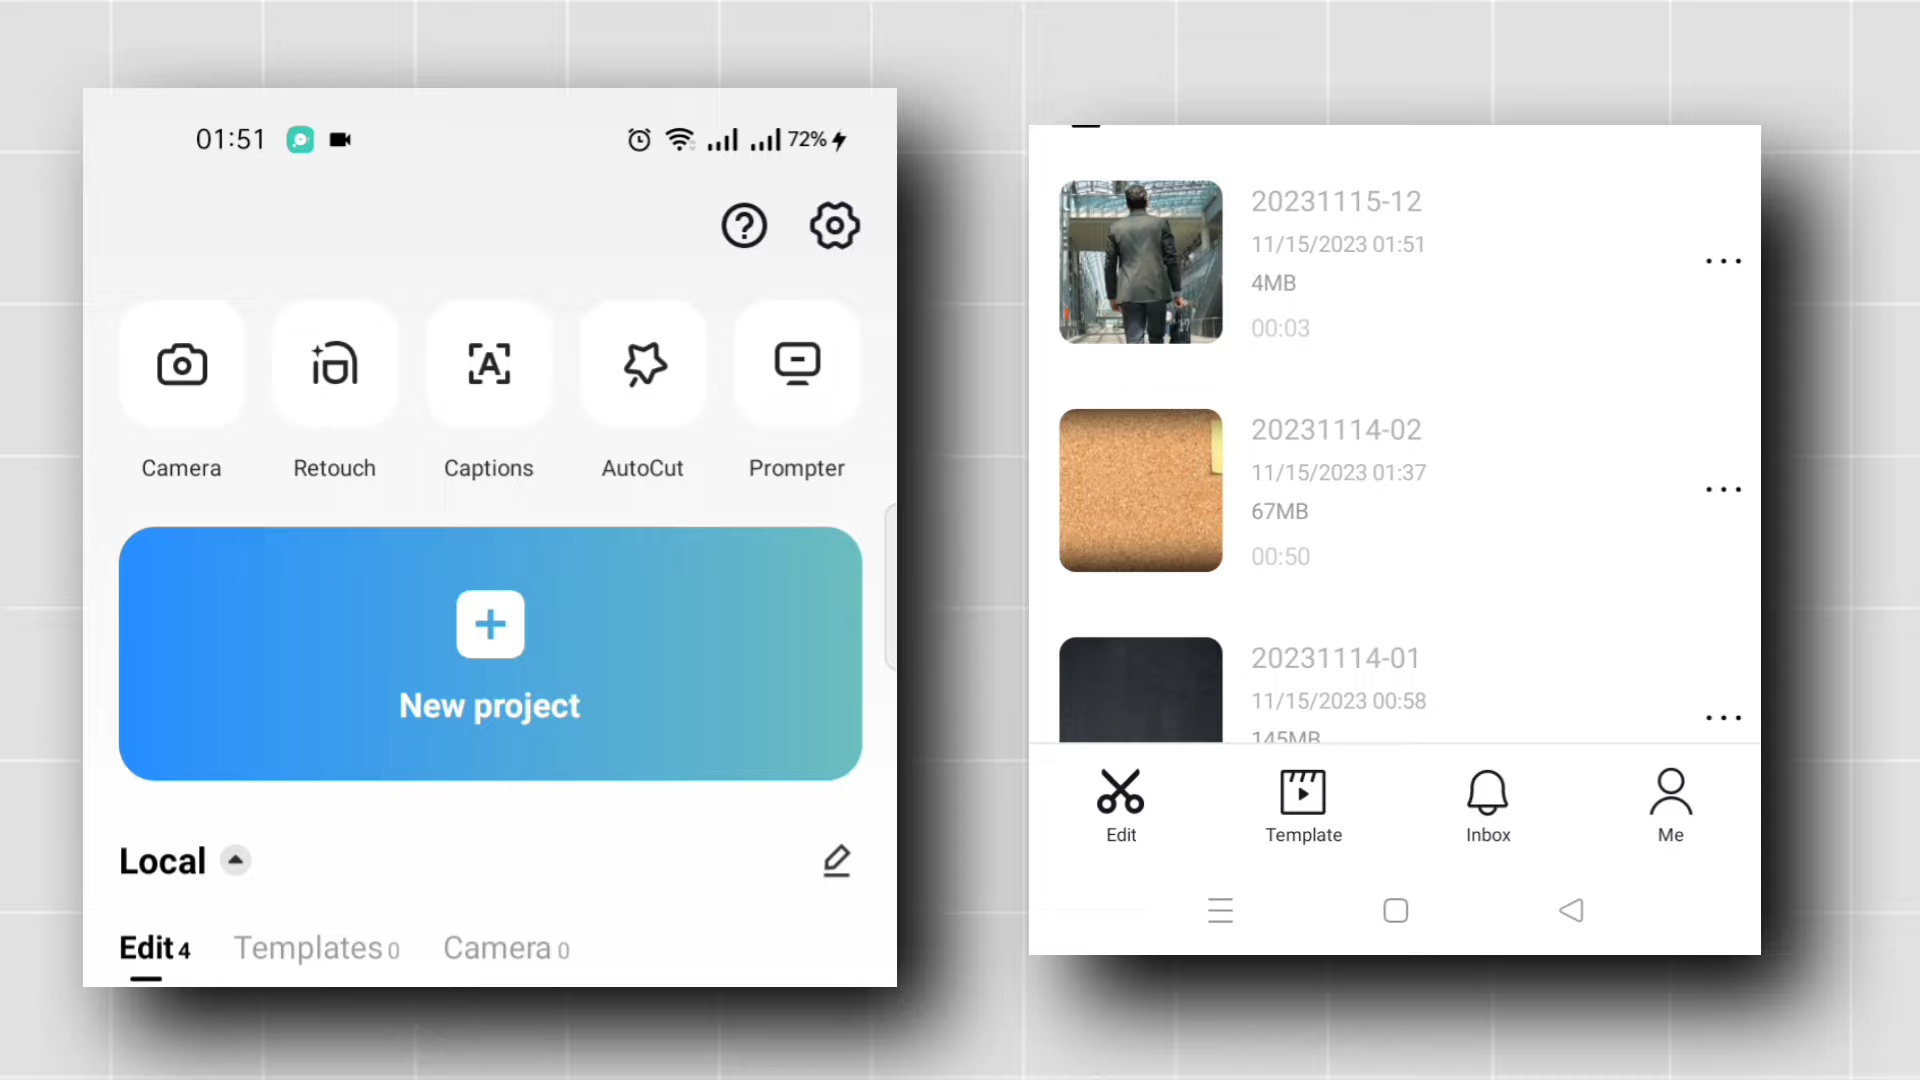 01:51 72%
Camera Retouch Captions AutoCut Prompter
New project
Local
Edit 4 Templates 0 Camera 0
20231115-12
11/15/2023 01:51
4MB
00:03
20231114-02
11/15/2023 01:37
67MB
00:50
20231114-01
11/15/2023 00:58
145MB
Edit Template Inbox Me